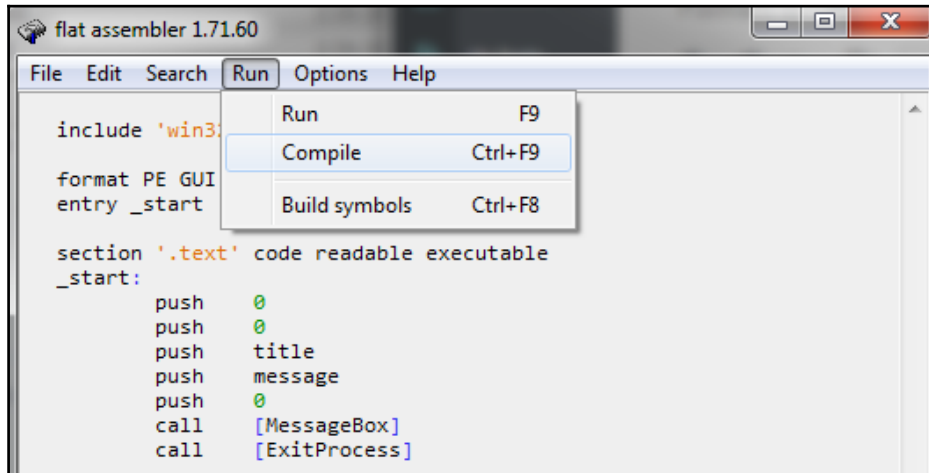 flat assembler 1.71.60
File Edit Search Run Options Help
Run F9
Compile Ctrl+F9
Build symbols Ctrl+F8
include 'win3
format PE GUI
entry _start
section '.text' code readable executable
_start:
push 0
push 0
push title
push message
push 0
call [MessageBox]
call [ExitProcess]